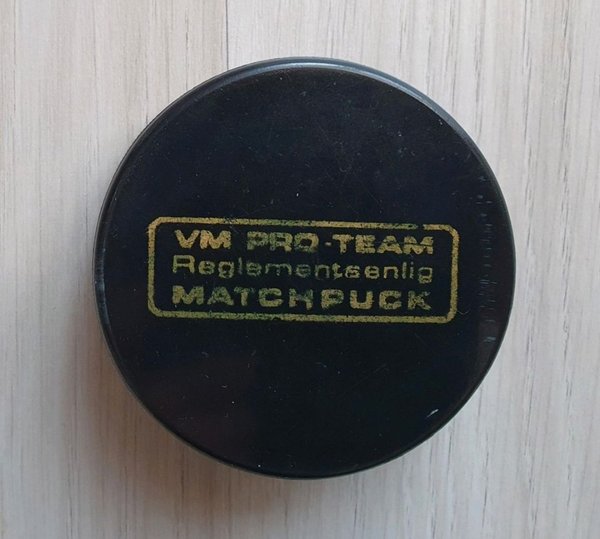 VM PRO-TEAM
Reglementsenlig
MATCHPUCK